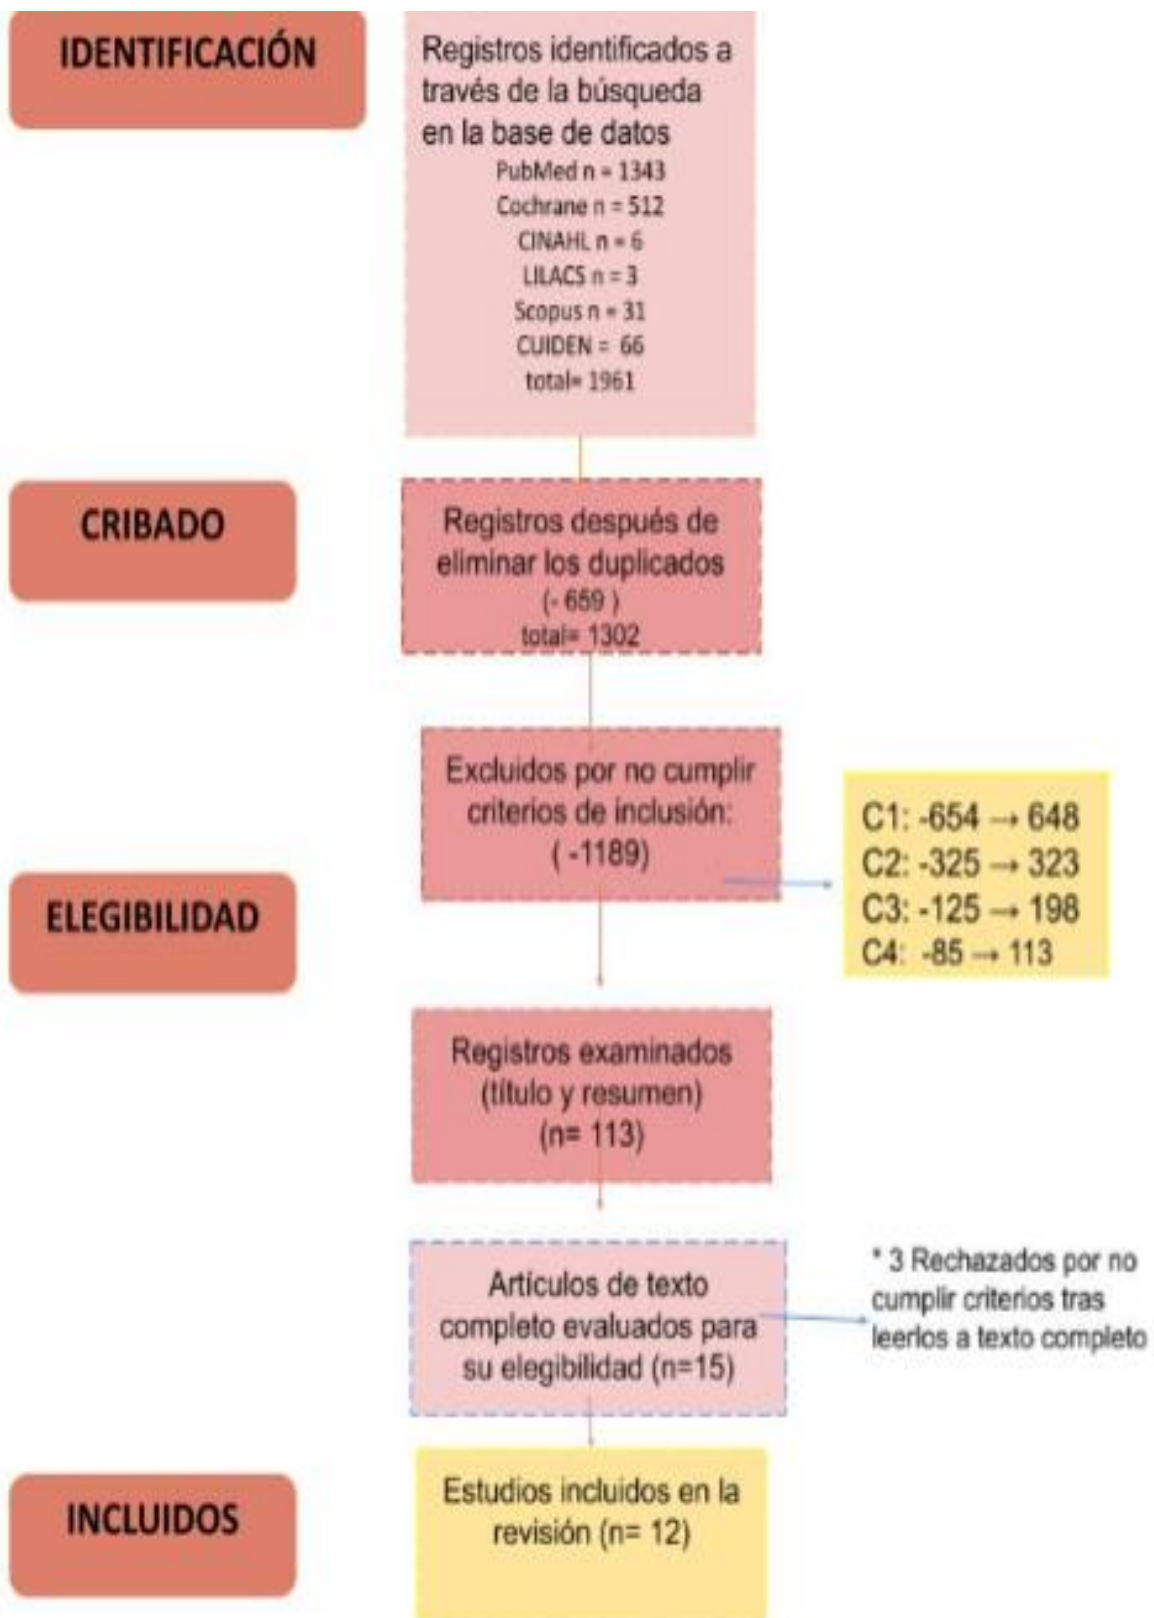 IDENTIFICACIÓN
Registros identificados a
través de la búsqueda
en la base de datos
PubMed n = 1343
Cochrane n = 512
CINAHL n = 6
LILACS n = 3
Scopus n = 31
CUIDEN = 66
total= 1961
CRIBADO
Registros después de
eliminar los duplicados
(- 659 )
total= 1302
Excluidos por no cumplir
criterios de inclusión:
( -1189)
C1: -654 → 648
C2: -325 → 323
C3: -125 → 198
C4: -85 → 113
ELEGIBILIDAD
Registros examinados
(título y resumen)
(n= 113)
Artículos de texto
completo evaluados para
su elegibilidad (n=15)
* 3 Rechazados por no
cumplir criterios tras
leerlos a texto completo
INCLUIDOS
Estudios incluidos en la
revisión (n= 12)